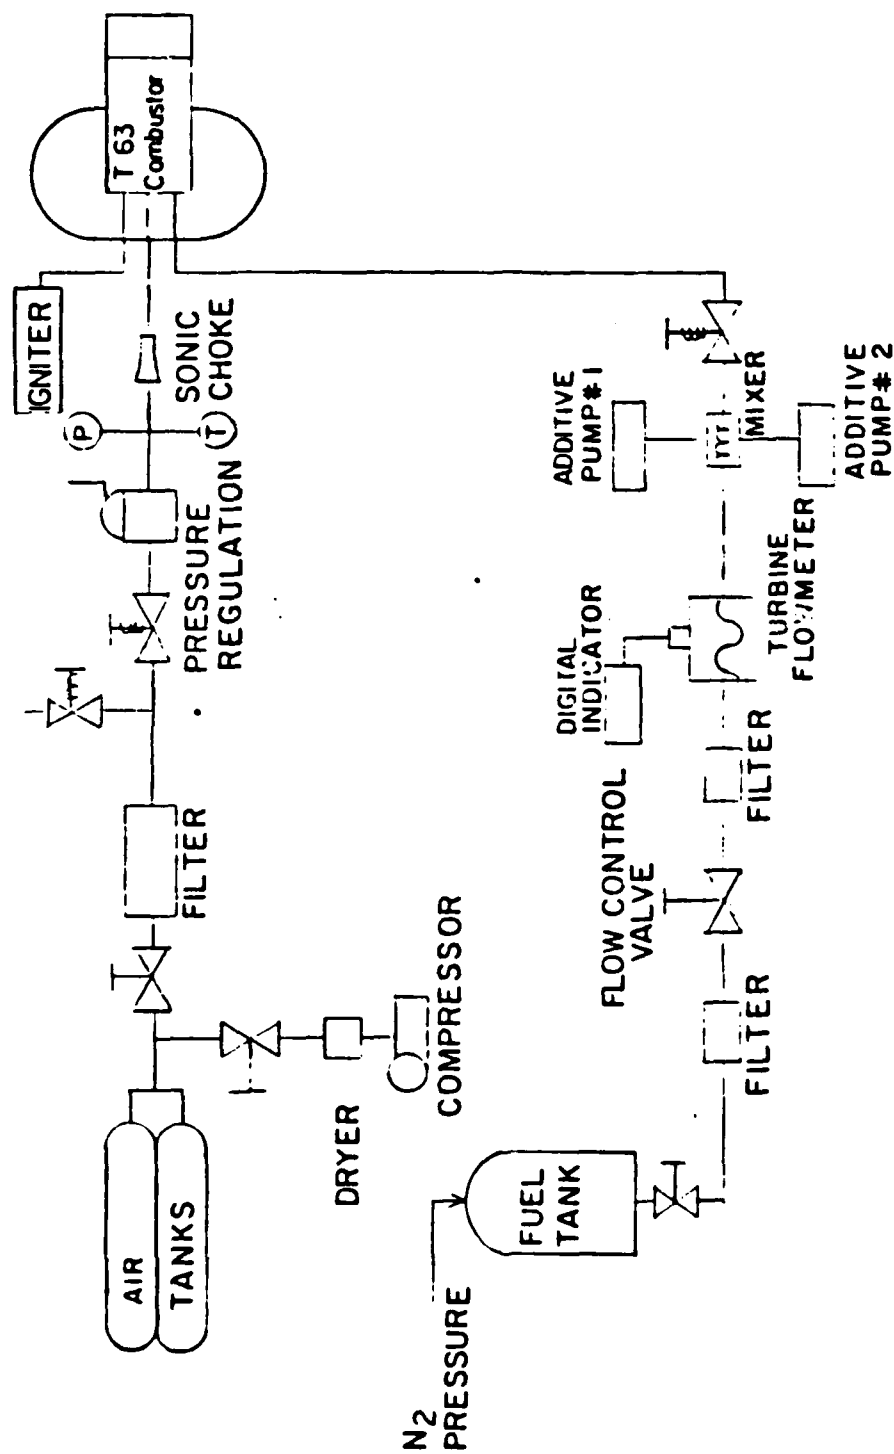 AIR
TANKS
DRYER
COMPRESSOR
FILTER
PRESSURE
REGULATION
P
T
SONIC
CHOKE
IGNITER
T 63
Combustor
N2
PRESSURE
FUEL
TANK
FILTER
FLOW CONTROL
VALVE
FILTER
DIGITAL
INDICATOR
TURBINE
FLOWMETER
ADDITIVE
PUMP#1
MIXER
ADDITIVE
PUMP#2